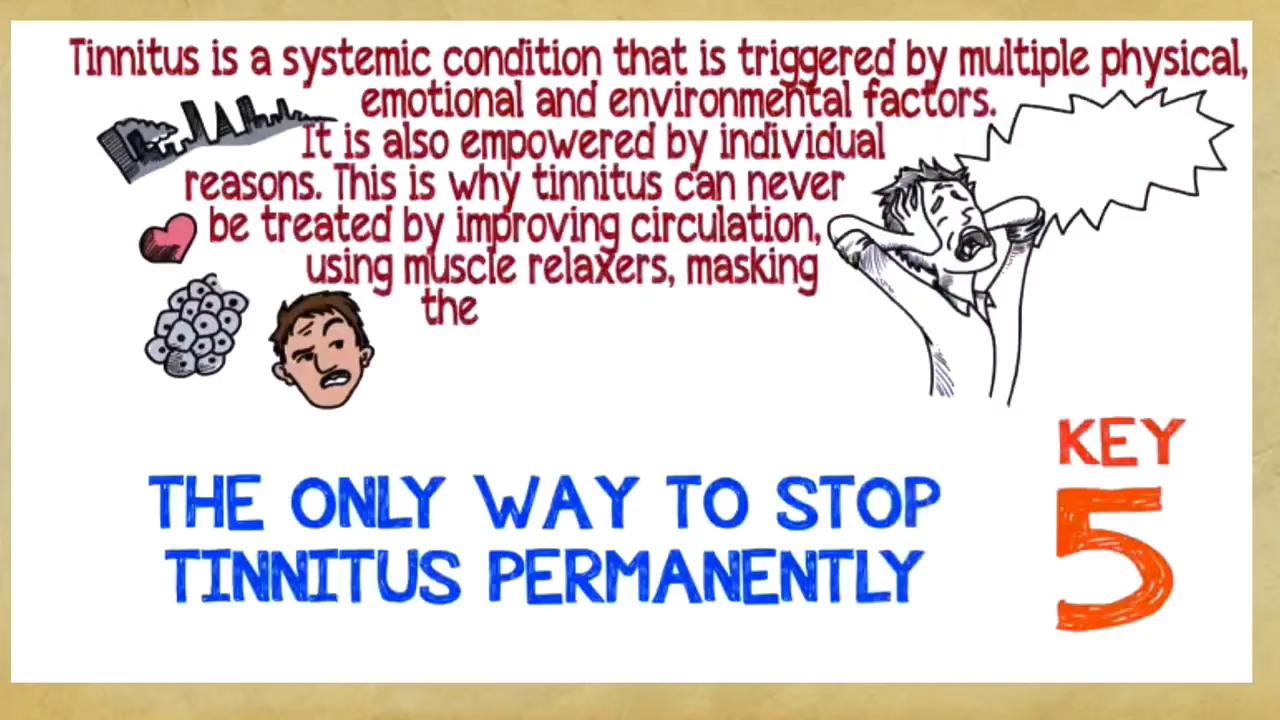 Tinnitus is a systemic condition that is triggered by multiple physical,
emotional and environmental factors.
It is also empowered by individual
reasons. This is why tinnitus can never
be treated by improving circulation,
using muscle relaxers, masking
the
KEY
5
THE ONLY WAY TO STOP
TINNITUS PERMANENTLY